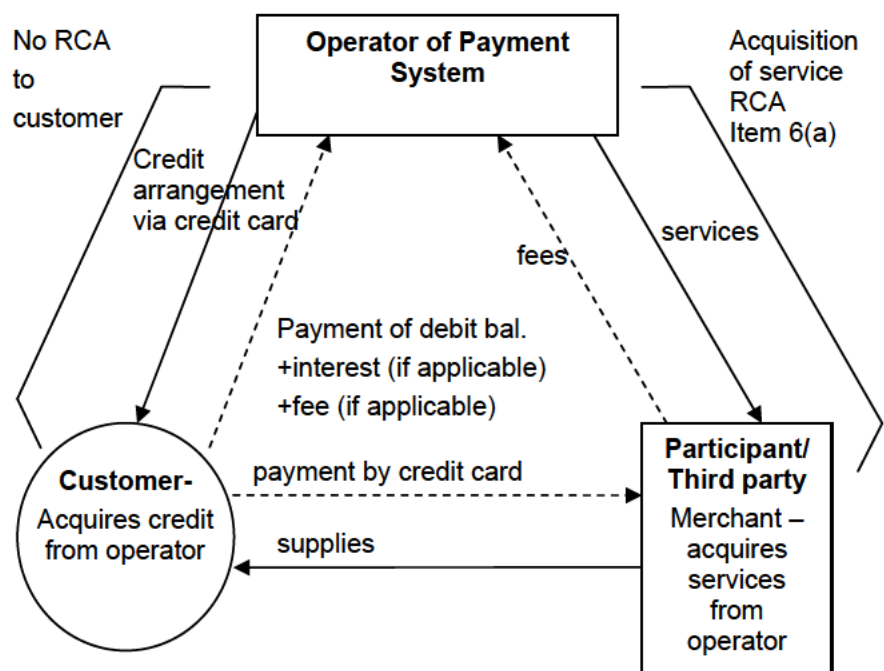 No RCA
to
customer
Operator of Payment
System
Acquisition
of service
RCA
Item 6(a)
Credit
arrangement
via credit card
services
fees
Payment of debit bal.
+interest (if applicable)
+fee (if applicable)
Customer-
Acquires credit
from operator
payment by credit card
supplies
Participant/
Third party
Merchant –
acquires
services
from
operator